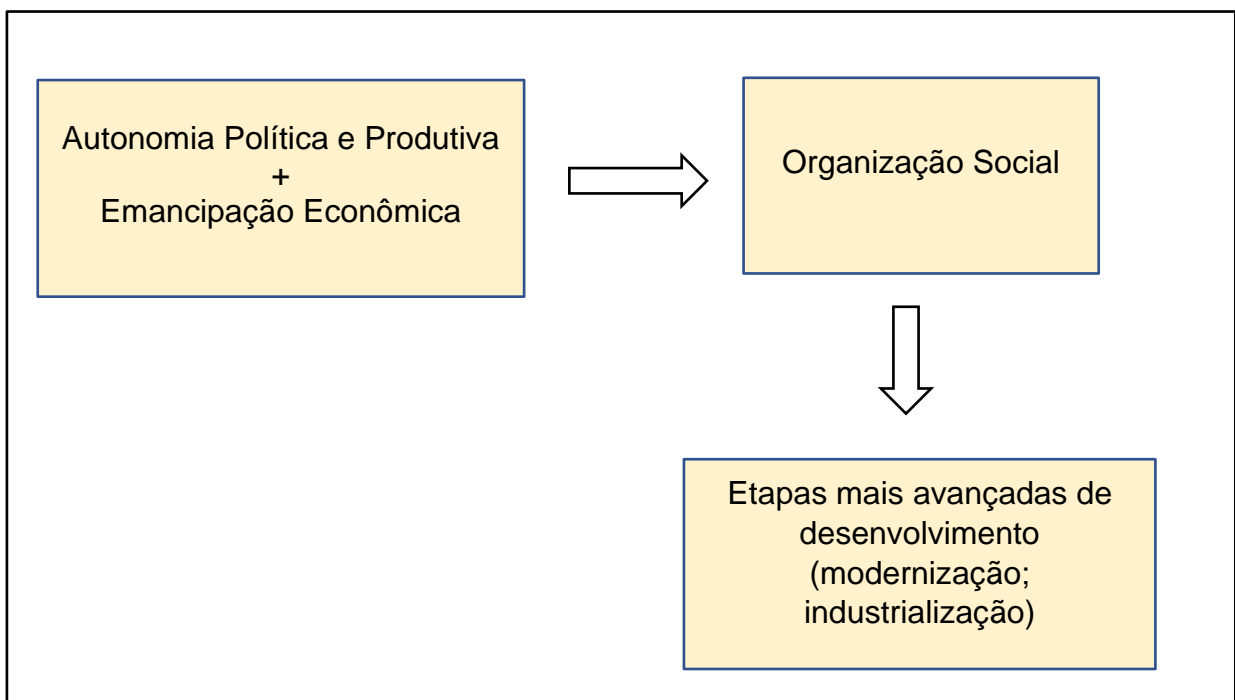 Autonomia Política e Produtiva
+
Emancipação Econômica
Organização Social
Etapas mais avançadas de
desenvolvimento
(modernização;
industrialização)